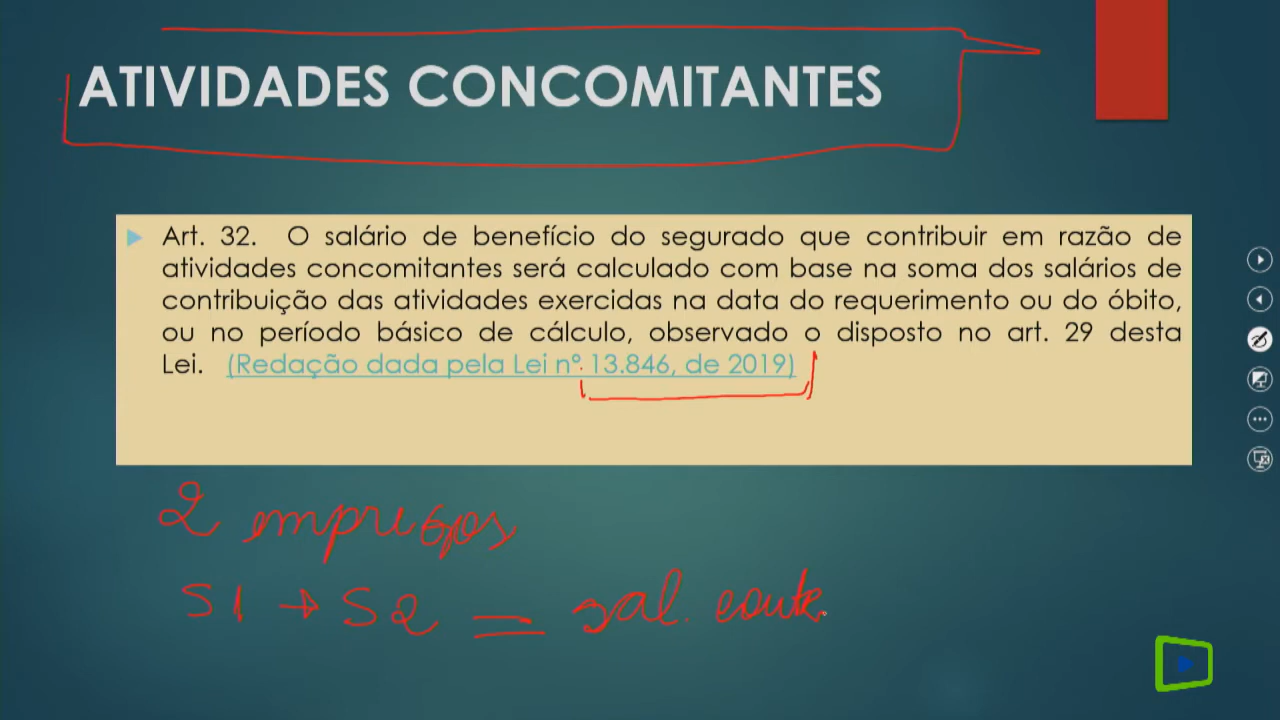 ATIVIDADES CONCOMITANTES
Art. 32. O salário de benefício do segurado que contribuir em razão de
atividades concomitantes será calculado com base na soma dos salários de
contribuição das atividades exercidas na data do requerimento ou do óbito,
ou no período básico de cálculo, observado o disposto no art. 29 desta
Lei. (Redação dada pela Lei nº 13.846, de 2019)
2 empregos
S1 + S2 = sal. contr.